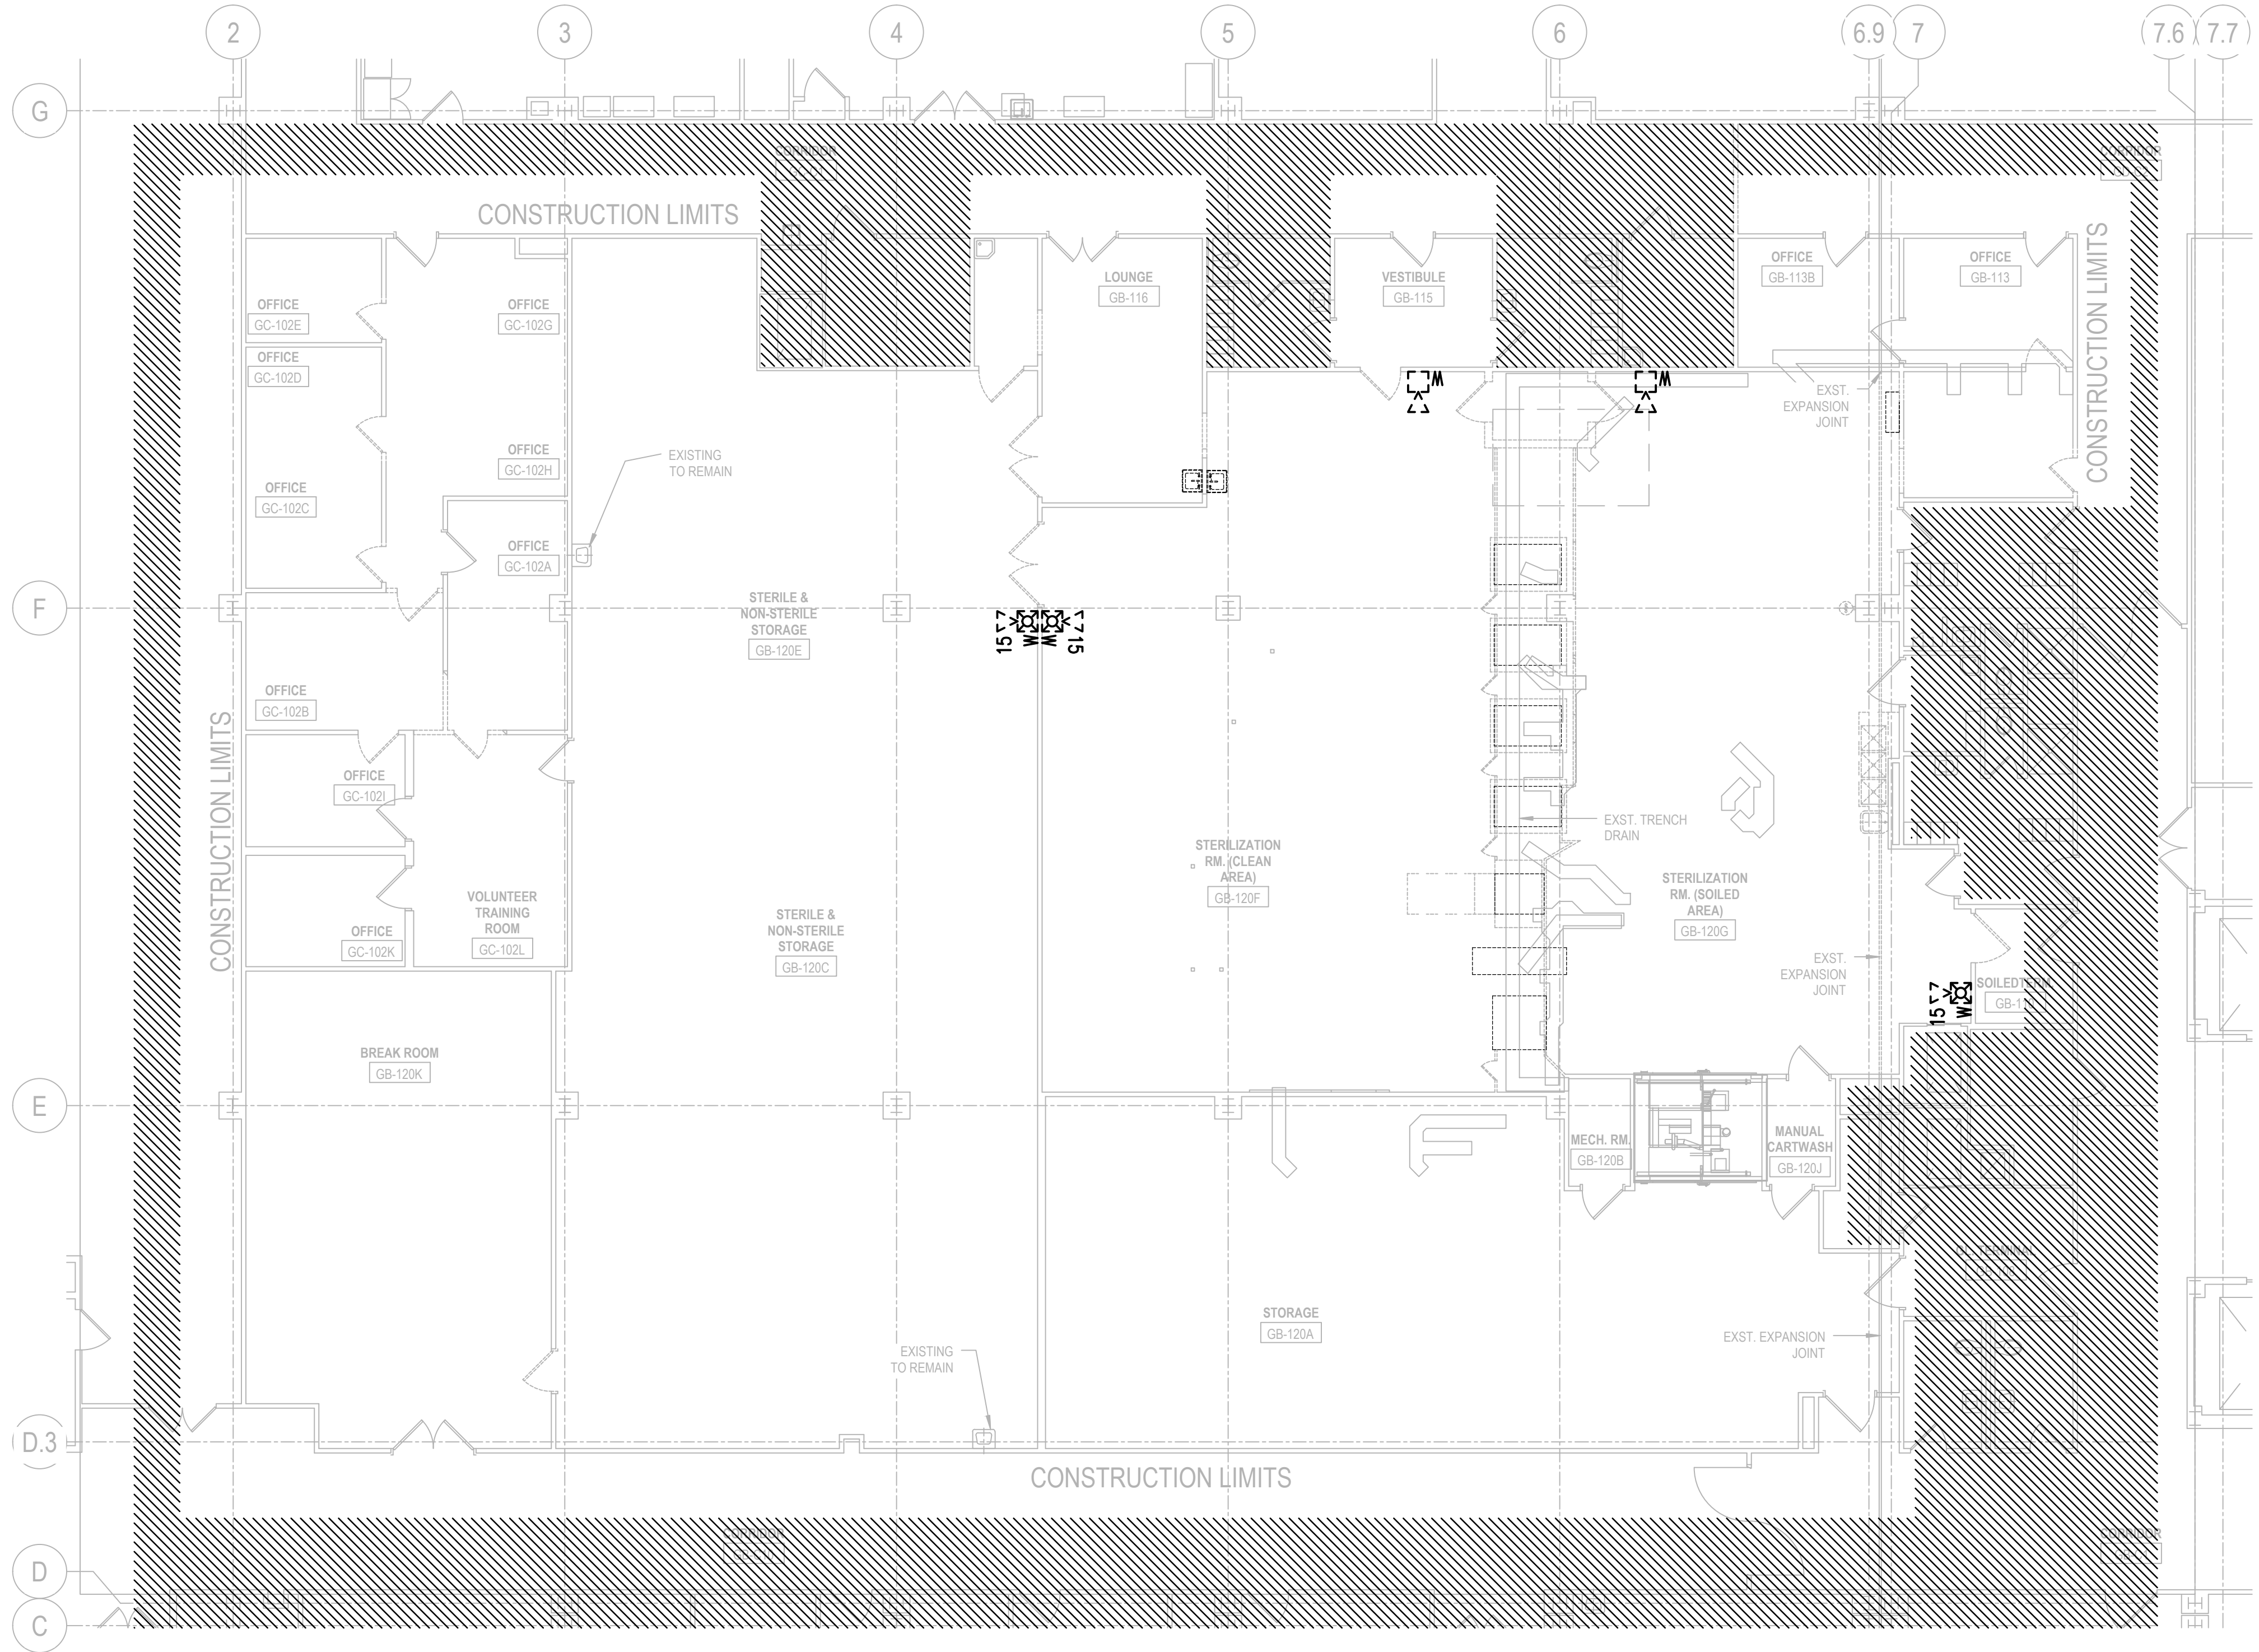 2
3
4
5
6
6.9
7
7.6
7.7
G
CORRIDOR
CORRIDOR
CONSTRUCTION LIMITS
CONSTRUCTION LIMITS
OFFICE
GC-102E
OFFICE
GC-102G
LOUNGE
GB-116
VESTIBULE
GB-115
OFFICE
GB-113B
OFFICE
GB-113
OFFICE
GC-102D
W
W
EXST.
EXPANSION
JOINT
OFFICE
GC-102H
EXISTING
TO REMAIN
OFFICE
GC-102C
OFFICE
GC-102A
F
STERILE &
NON-STERILE
STORAGE
GB-120E
15
W
W
15
OFFICE
GC-102B
CONSTRUCTION LIMITS
OFFICE
GC-102I
EXST. TRENCH
DRAIN
STERILIZATION
RM. (CLEAN
AREA)
GB-120F
STERILIZATION
RM. (SOILED
AREA)
GB-120G
VOLUNTEER
TRAINING
ROOM
GC-102L
OFFICE
GC-102K
STERILE &
NON-STERILE
STORAGE
GB-120C
EXST.
EXPANSION
JOINT
15
W
SOILEDTERM
BREAK ROOM
GB-120K
E
MECH. RM.
GB-120B
MANUAL
CARTWASH
GB-120J
STORAGE
GB-120A
EXST. EXPANSION
JOINT
EXISTING
TO REMAIN
D.3
CONSTRUCTION LIMITS
CORRIDOR
CORRIDOR
D
C